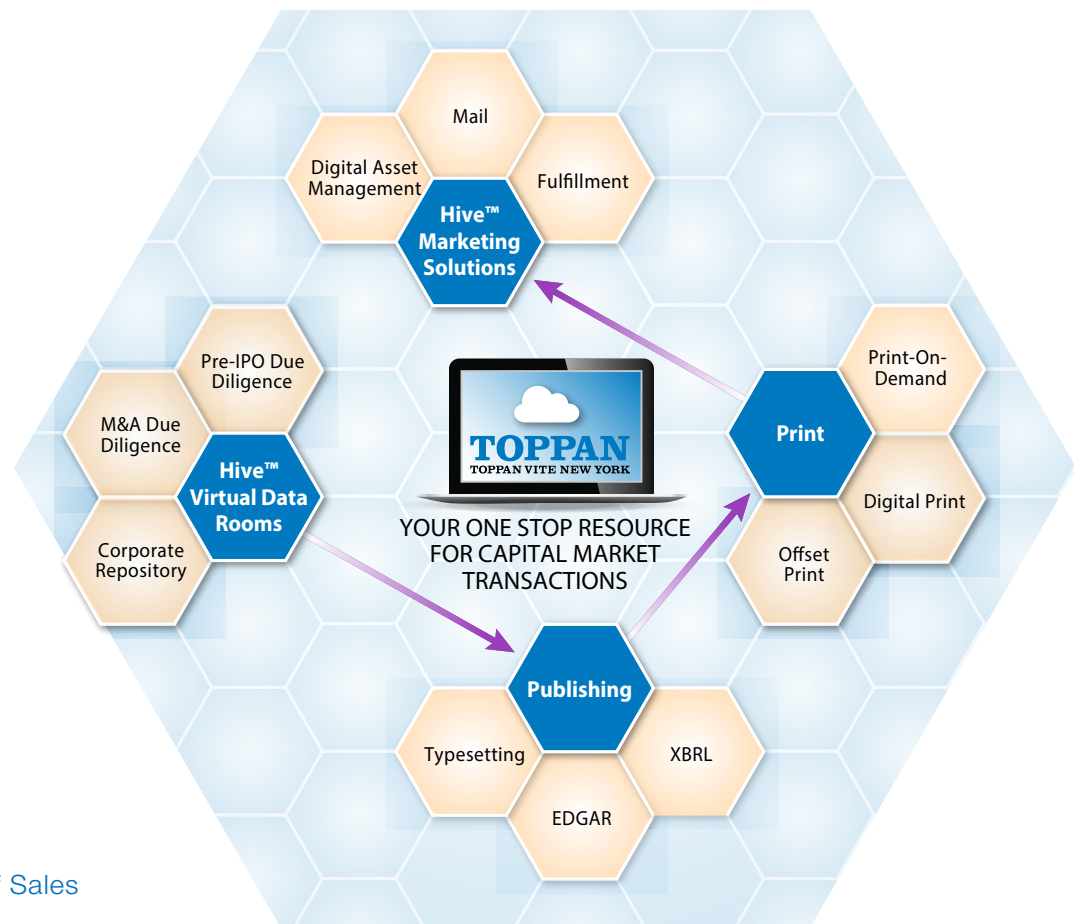 Mail
Digital Asset
Management
Fulfillment
Hive™
Marketing
Solutions
Pre-IPO Due
Diligence
M&A Due
Diligence
Hive™
Virtual Data
Rooms
Corporate
Repository
TOPPAN
TOPPAN VITE NEW YORK
YOUR ONE STOP RESOURCE
FOR CAPITAL MARKET
TRANSACTIONS
Print-On-
Demand
Print
Digital Print
Offset
Print
Publishing
Typesetting
XBRL
EDGAR
Sales